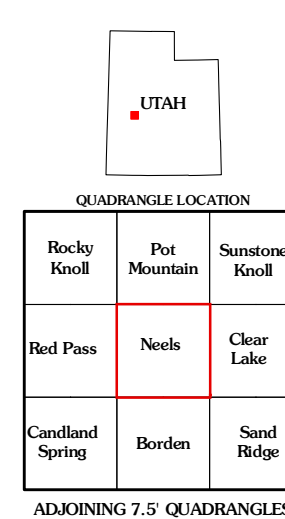 UTAH
QUADRANGLE LOCATION
Rocky Knoll
Pot Mountain
Sunstone Knoll
Red Pass
Neels
Clear Lake
Candland Spring
Borden
Sand Ridge
ADJOINING 7.5' QUADRANGLES